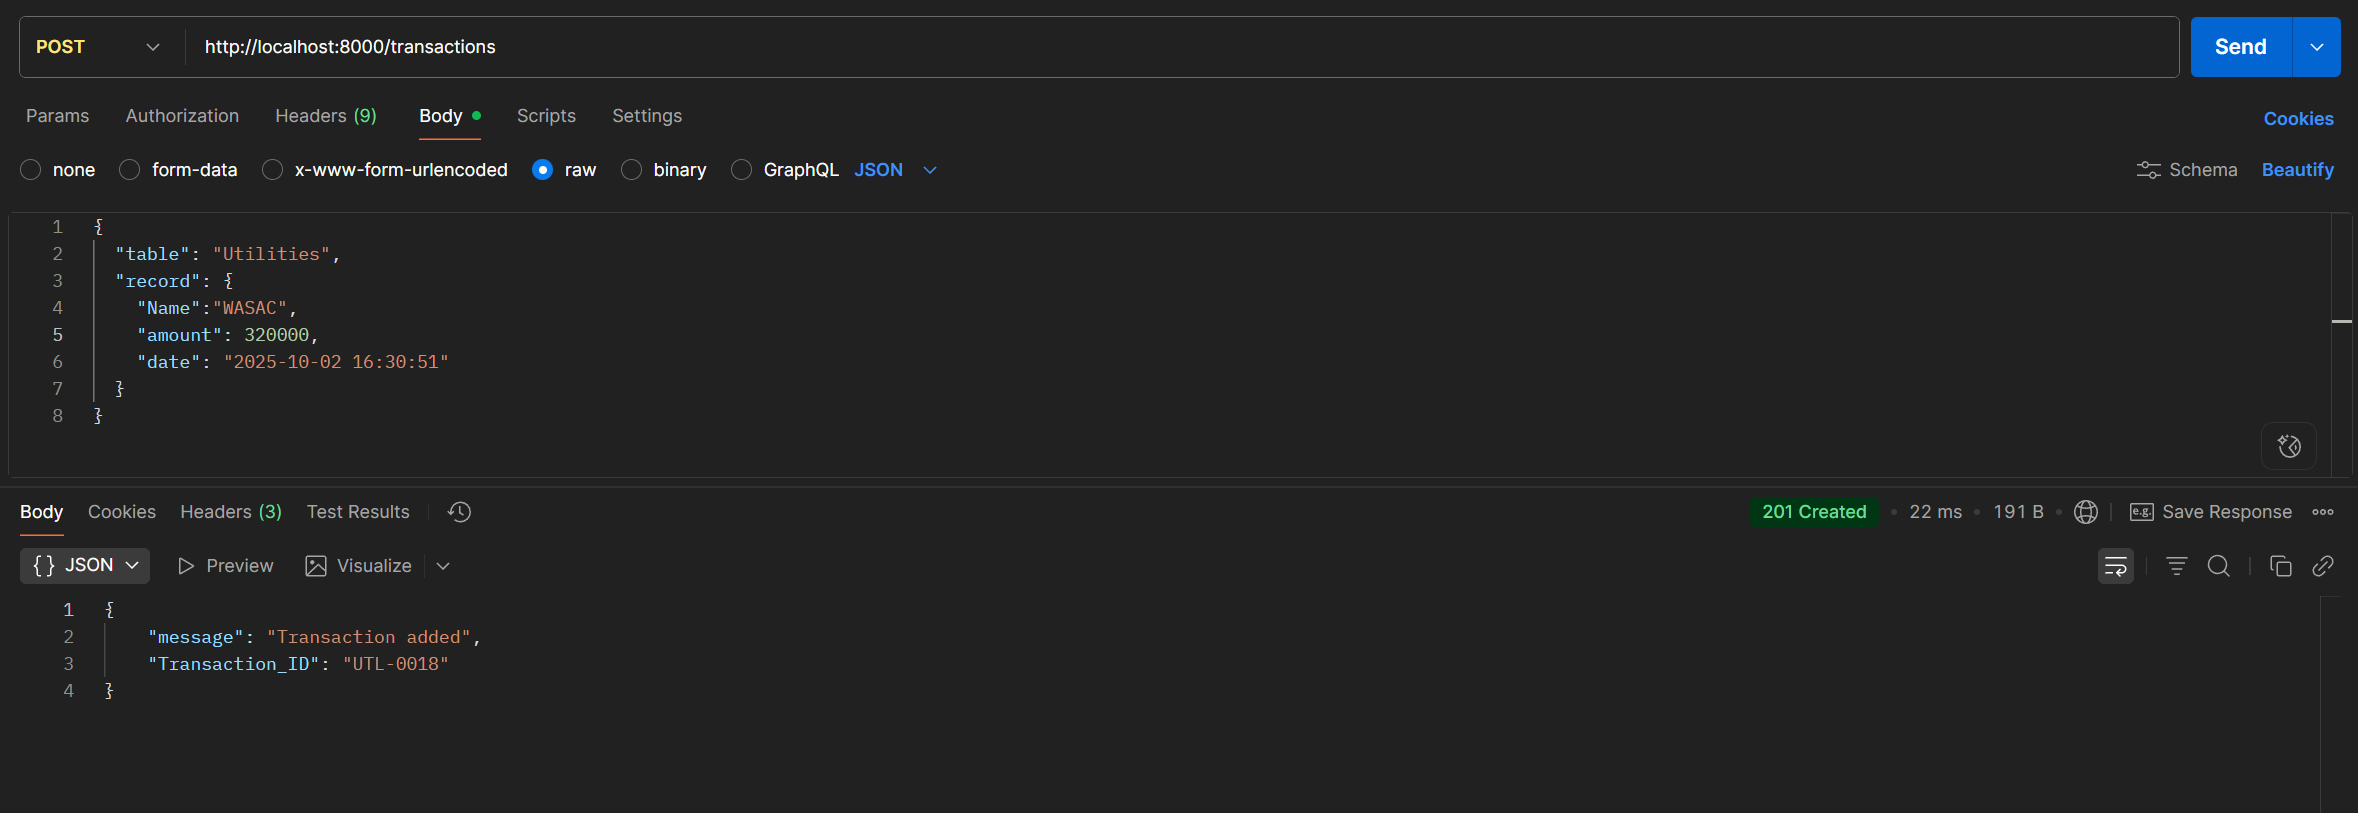 POST http://localhost:8000/transactions Send
Params Authorization Headers (9) Body Scripts Settings Cookies
none form-data x-www-form-urlencoded raw binary GraphQL JSON Schema Beautify
1 {
2 "table": "Utilities",
3 "record": {
4 "Name":"WASAC",
5 "amount": 320000,
6 "date": "2025-10-02 16:30:51"
7 }
8 }
Body Cookies Headers (3) Test Results 201 Created 22 ms 191 B e.g. Save Response
{} JSON Preview Visualize
1 {
2 "message": "Transaction added",
3 "Transaction_ID": "UTL-0018"
4 }